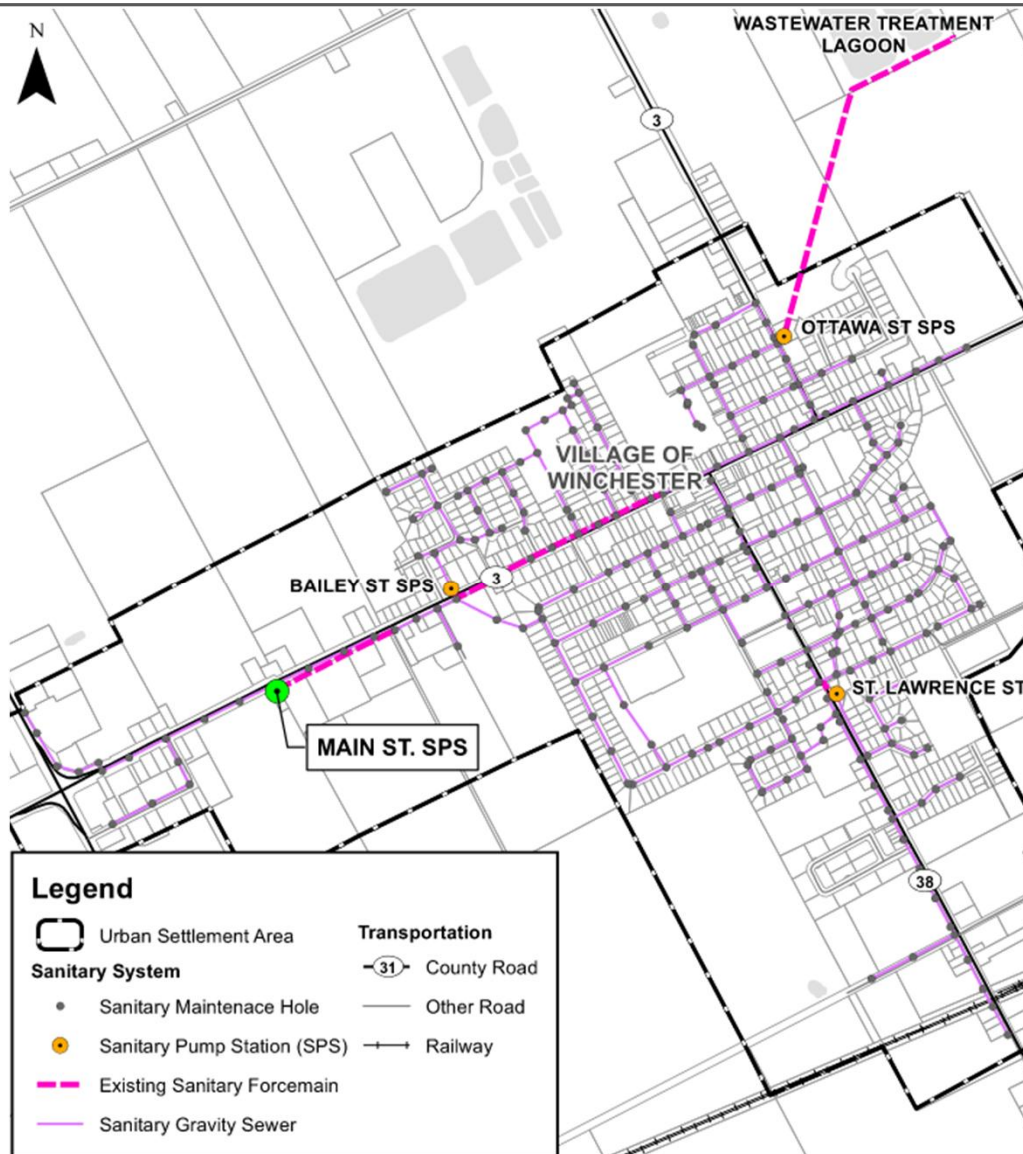 N
WASTEWATER TREATMENT
LAGOON
3
OTTAWA ST SPS
VILLAGE OF
WINCHESTER
BAILEY ST SPS
3
ST. LAWRENCE ST
MAIN ST. SPS
38
Legend
Urban Settlement Area
Sanitary System
Sanitary Maintenace Hole
Sanitary Pump Station (SPS)
Existing Sanitary Forcemain
Sanitary Gravity Sewer
Transportation
31 County Road
Other Road
Railway